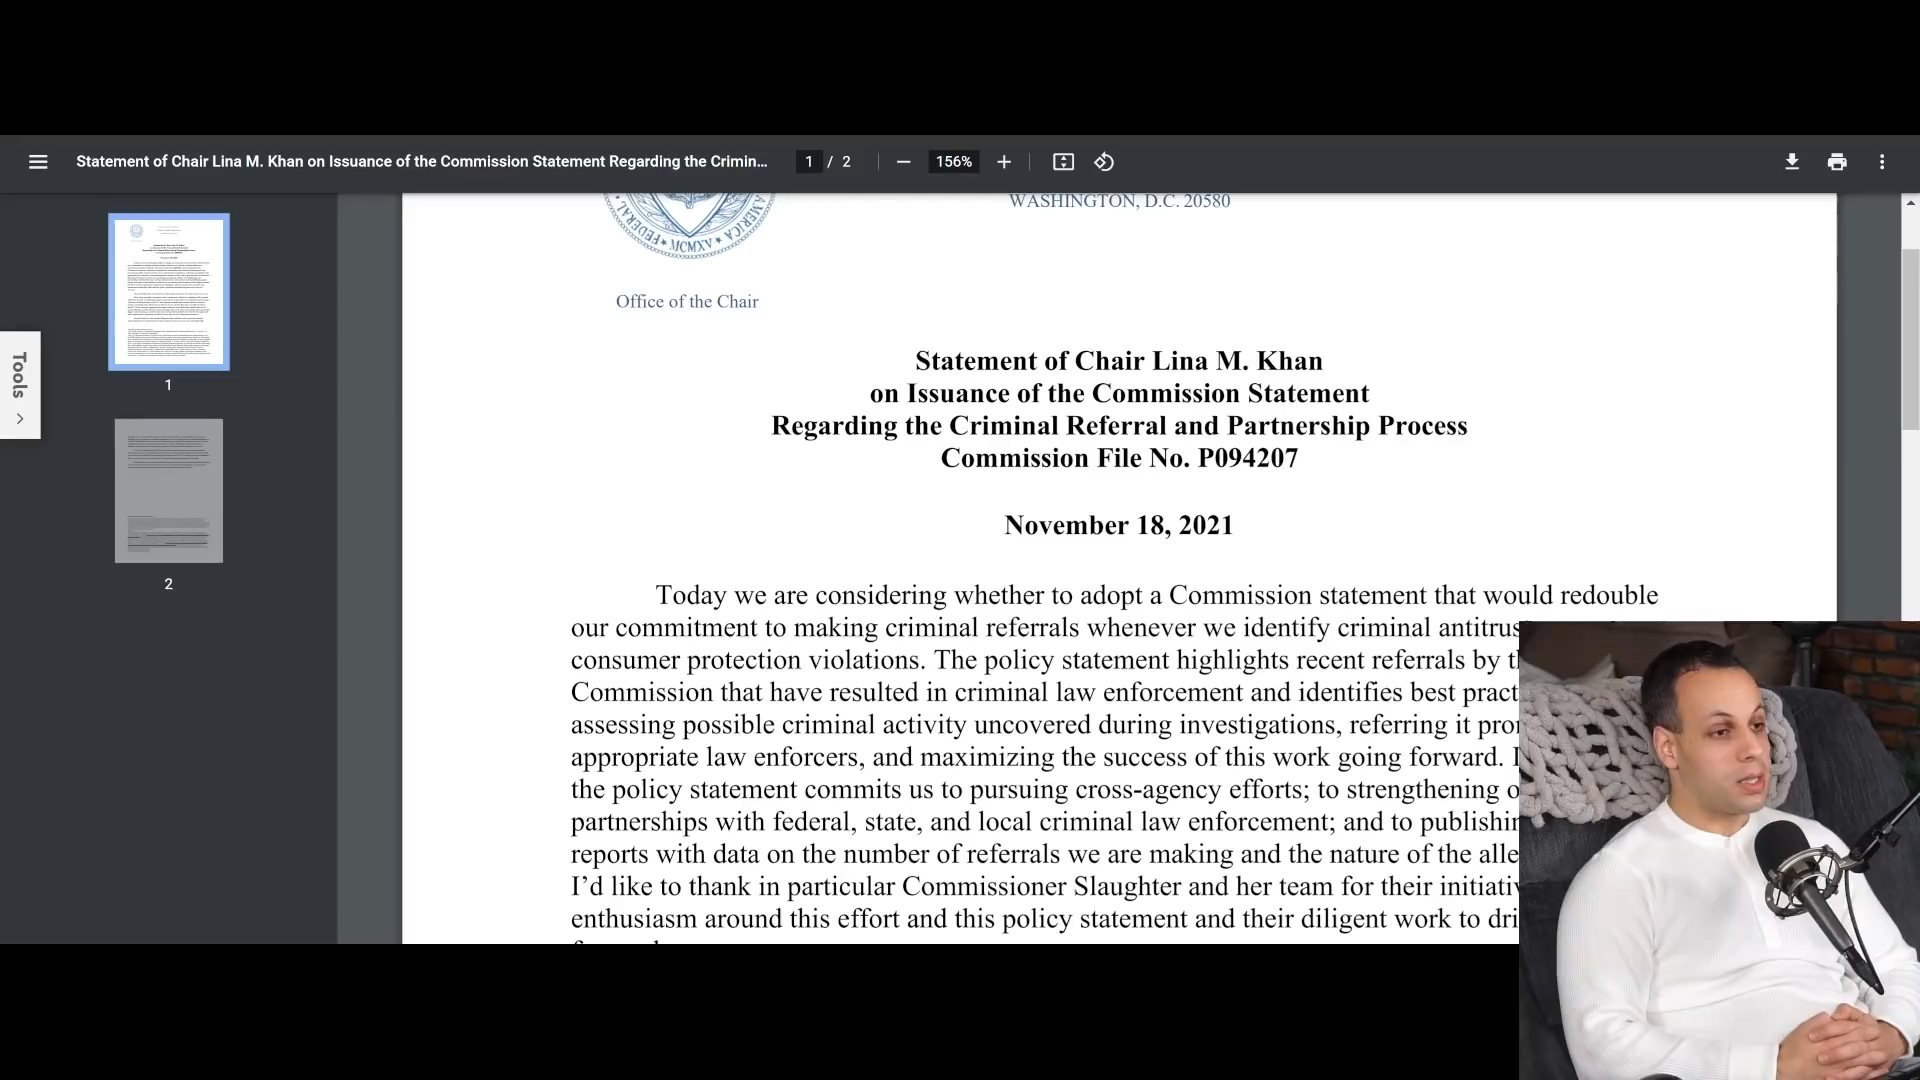 Statement of Chair Lina M. Khan on Issuance of the Commission Statement Regarding the Crimin...
1 / 2
156%
Tools
1
2
FEDERAL
AMERICA
MCMXV
WASHINGTON, D.C. 20580
Office of the Chair
Statement of Chair Lina M. Khan
on Issuance of the Commission Statement
Regarding the Criminal Referral and Partnership Process
Commission File No. P094207
November 18, 2021
Today we are considering whether to adopt a Commission statement that would redouble
our commitment to making criminal referrals whenever we identify criminal
consumer protection violations. The policy statement highlights recent referrals by
Commission that have resulted in criminal law enforcement and identifies best
assessing possible criminal activity uncovered during investigations, referring it
appropriate law enforcers, and maximizing the success of this work going forward.
the policy statement commits us to pursuing cross-agency efforts; to strengthening
partnerships with federal, state, and local criminal law enforcement; and to
reports with data on the number of referrals we are making and the nature of the
I'd like to thank in particular Commissioner Slaughter and her team for their
enthusiasm around this effort and this policy statement and their diligent work to